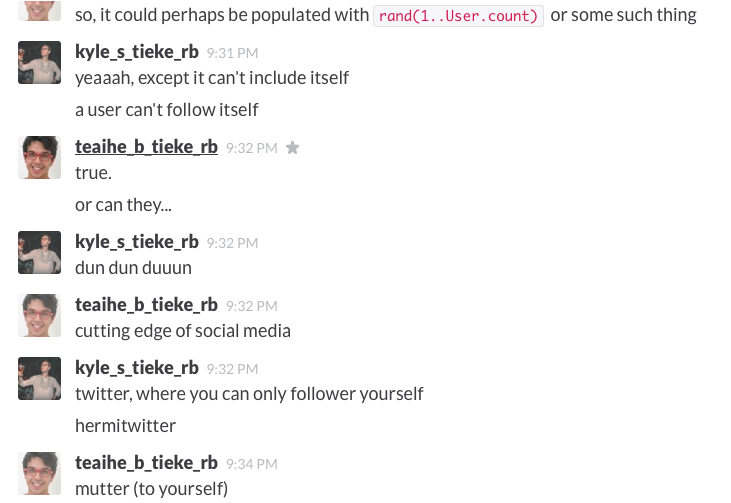 so, it could perhaps be populated with rand(1..User.count) or some such thing
kyle_s_tieke_rb 9:31 PM
yeaaah, except it can't include itself
a user can't follow itself
teaihe_b_tieke_rb 9:32 PM
true.
or can they...
kyle_s_tieke_rb 9:32 PM
dun dun duuun
teaihe_b_tieke_rb 9:32 PM
cutting edge of social media
kyle_s_tieke_rb 9:32 PM
twitter, where you can only follower yourself
hermitwitter
teaihe_b_tieke_rb 9:34 PM
mutter (to yourself)